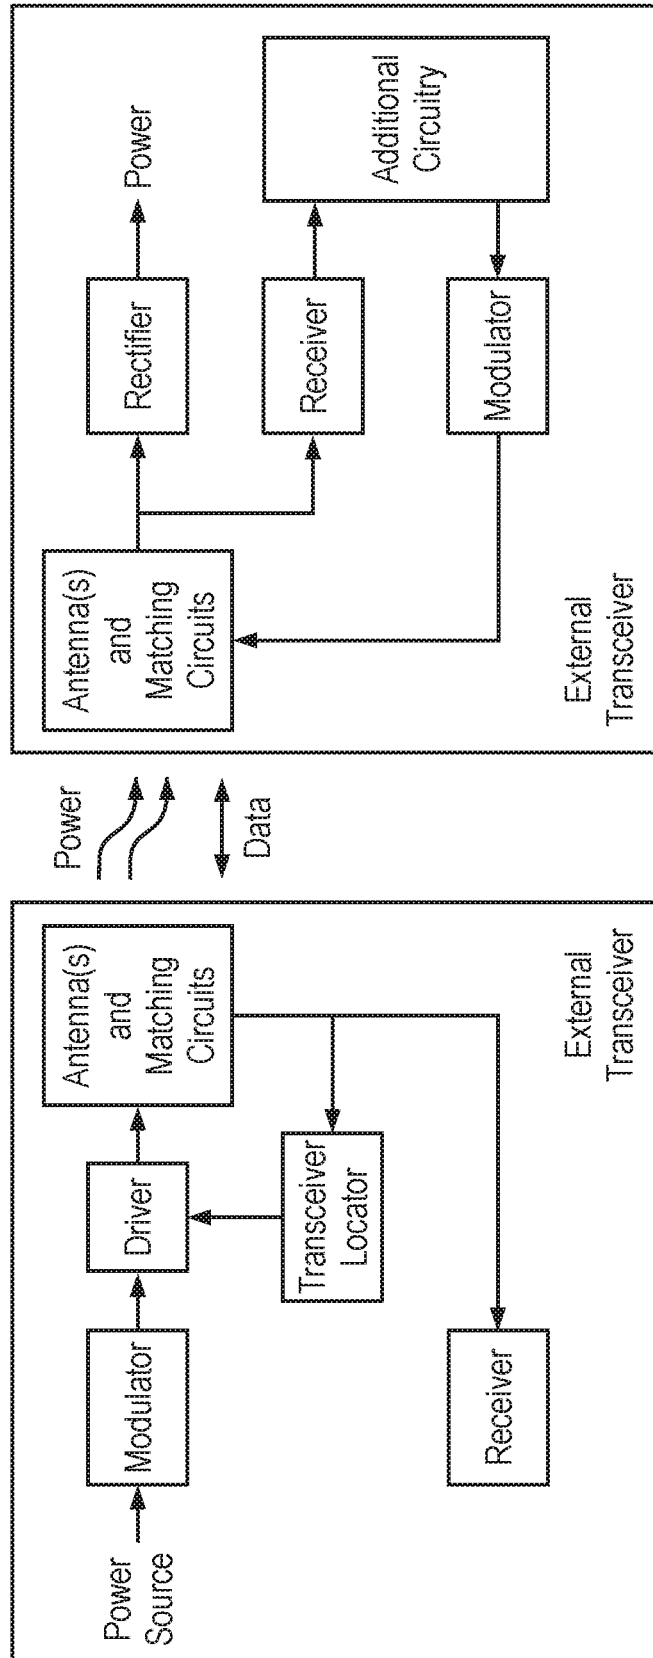 Power
Source
Modulator
Driver
Antenna(s)
and
Matching
Circuits
Transceiver
Locator
Receiver
External
Transceiver
Power
Data
Antenna(s)
and
Matching
Circuits
Rectifier
Power
Receiver
Additional
Circuitry
Modulator
External
Transceiver